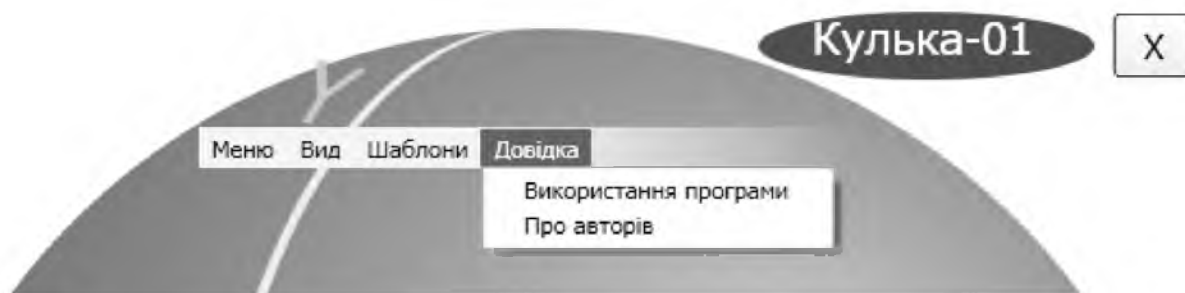 Кулька-01
X
Меню Вид Шаблони Довідка
Використання програми
Про авторів